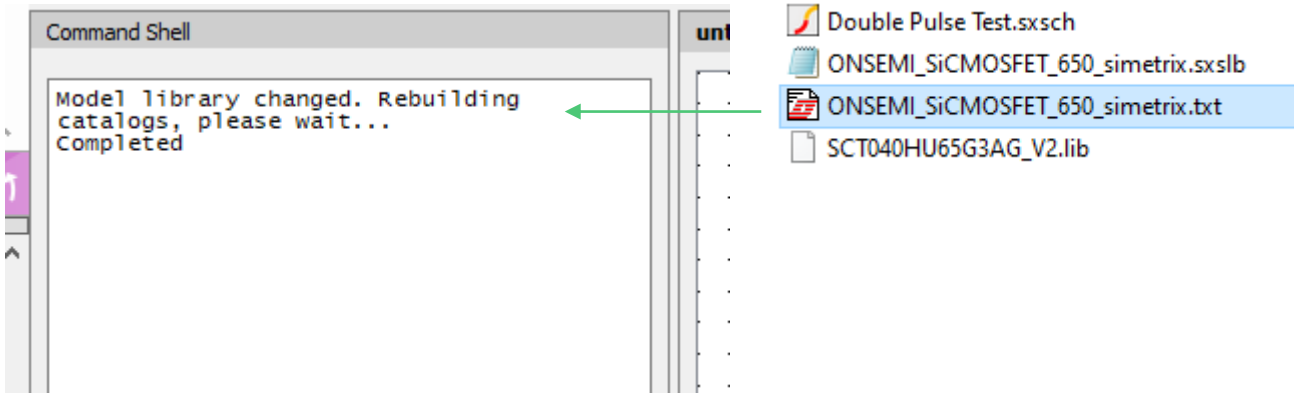 Command Shell
unt
Model library changed. Rebuilding
catalogs, please wait...
Completed
Double Pulse Test.sxsch
ONSEMI_SiCMOSFET_650_simetrix.sxslb
ONSEMI_SiCMOSFET_650_simetrix.txt
SCT040HU65G3AG_V2.lib